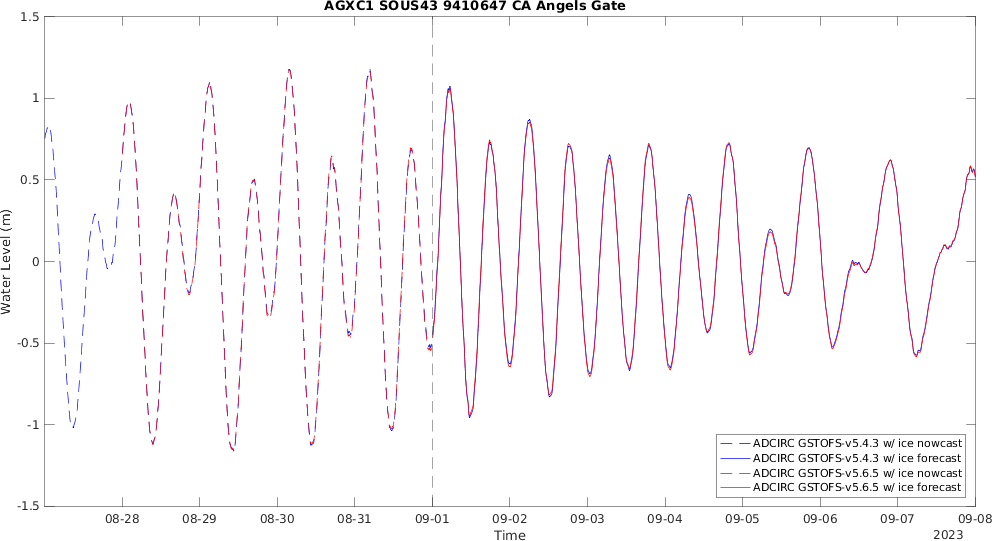 AGXC1 SOUS43 9410647 CA Angels Gate
1.5
1
0.5
0
-0.5
-1
-1.5
Water Level (m)
08-28 08-29 08-30 08-31 09-01 09-02 09-03 09-04 09-05 09-06 09-07 09-08
Time
2023
ADCIRC GSTOFS-v5.4.3 w/ ice nowcast
ADCIRC GSTOFS-v5.4.3 w/ ice forecast
ADCIRC GSTOFS-v5.6.5 w/ ice nowcast
ADCIRC GSTOFS-v5.6.5 w/ ice forecast